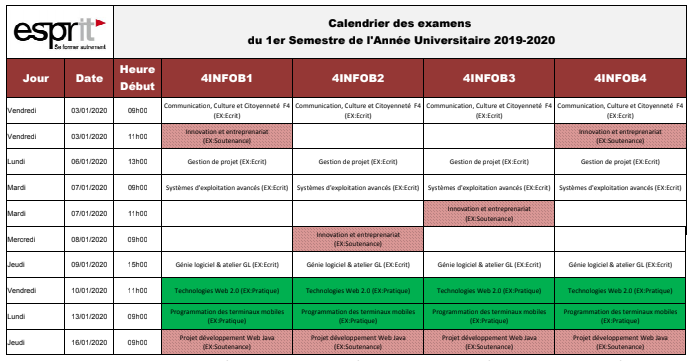 esprit
Se former autrement
Calendrier des examens
du 1er Semestre de l'Année Universitaire 2019-2020
Jour Date Heure Début 4INFOB1 4INFOB2 4INFOB3 4INFOB4
Vendredi 03/01/2020 09h00 Communication, Culture et Citoyenneté F4 (EX:Ecrit) Communication, Culture et Citoyenneté F4 (EX:Ecrit) Communication, Culture et Citoyenneté F4 (EX:Ecrit) Communication, Culture et Citoyenneté F4 (EX:Ecrit)
Vendredi 03/01/2020 11h00 Innovation et entreprenariat (EX:Soutenance) Innovation et entreprenariat (EX:Soutenance)
Lundi 06/01/2020 13h00 Gestion de projet (EX:Ecrit) Gestion de projet (EX:Ecrit) Gestion de projet (EX:Ecrit) Gestion de projet (EX:Ecrit)
Mardi 07/01/2020 09h00 Systèmes d'exploitation avancés (EX:Ecrit) Systèmes d'exploitation avancés (EX:Ecrit) Systèmes d'exploitation avancés (EX:Ecrit) Systèmes d'exploitation avancés (EX:Ecrit)
Mardi 07/01/2020 11h00 Innovation et entreprenariat (EX:Soutenance)
Mercredi 08/01/2020 09h00 Innovation et entreprenariat (EX:Soutenance)
Jeudi 09/01/2020 15h00 Génie logiciel & atelier GL (EX:Ecrit) Génie logiciel & atelier GL (EX:Ecrit) Génie logiciel & atelier GL (EX:Ecrit) Génie logiciel & atelier GL (EX:Ecrit)
Vendredi 10/01/2020 11h00 Technologies Web 2.0 (EX:Pratique) Technologies Web 2.0 (EX:Pratique) Technologies Web 2.0 (EX:Pratique) Technologies Web 2.0 (EX:Pratique)
Lundi 13/01/2020 09h00 Programmation des terminaux mobiles (EX:Pratique) Programmation des terminaux mobiles (EX:Pratique) Programmation des terminaux mobiles (EX:Pratique) Programmation des terminaux mobiles (EX:Pratique)
Jeudi 16/01/2020 09h00 Projet développement Web Java (EX:Soutenance) Projet développement Web Java (EX:Soutenance) Projet développement Web Java (EX:Soutenance) Projet développement Web Java (EX:Soutenance)